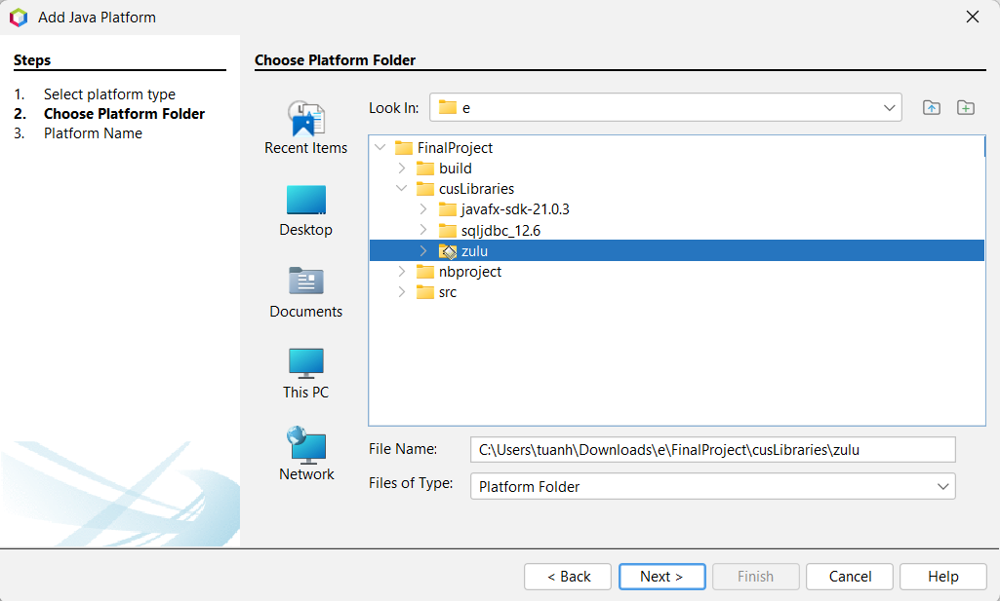 Add Java Platform
Steps
1. Select platform type
2. Choose Platform Folder
3. Platform Name
Choose Platform Folder
Look In:
e
Recent Items
Desktop
Documents
This PC
Network
FinalProject
build
cusLibraries
javafx-sdk-21.0.3
sqljdbc_12.6
zulu
nbproject
src
File Name:
C:\Users\tuanh\Downloads\e\FinalProject\cusLibraries\zulu
Files of Type:
Platform Folder
< Back
Next >
Finish
Cancel
Help